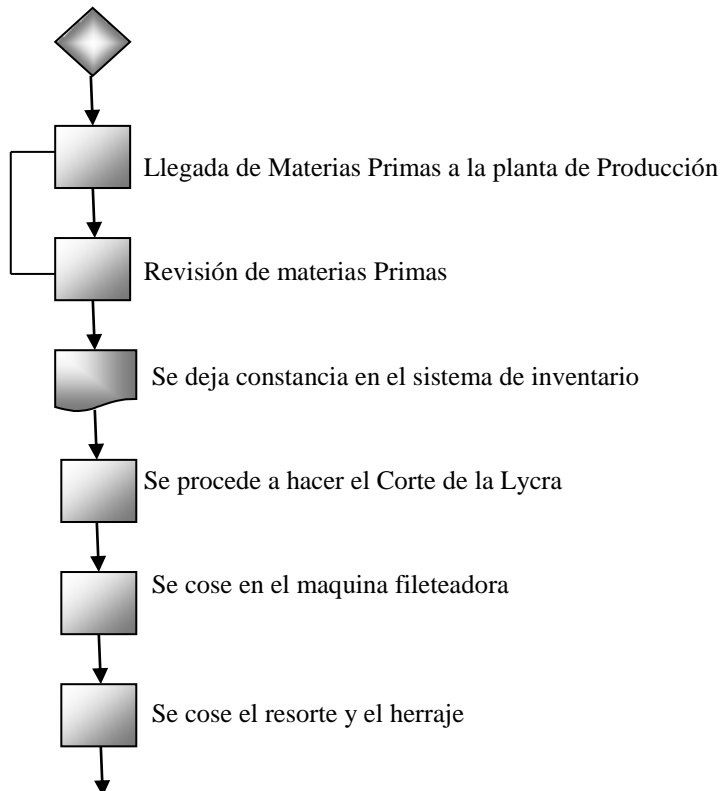 Llegada de Materias Primas a la planta de Producción
Revisión de materias Primas
Se deja constancia en el sistema de inventario
Se procede a hacer el Corte de la Lycra
Se cose en el maquina fileteadora
Se cose el resorte y el herraje